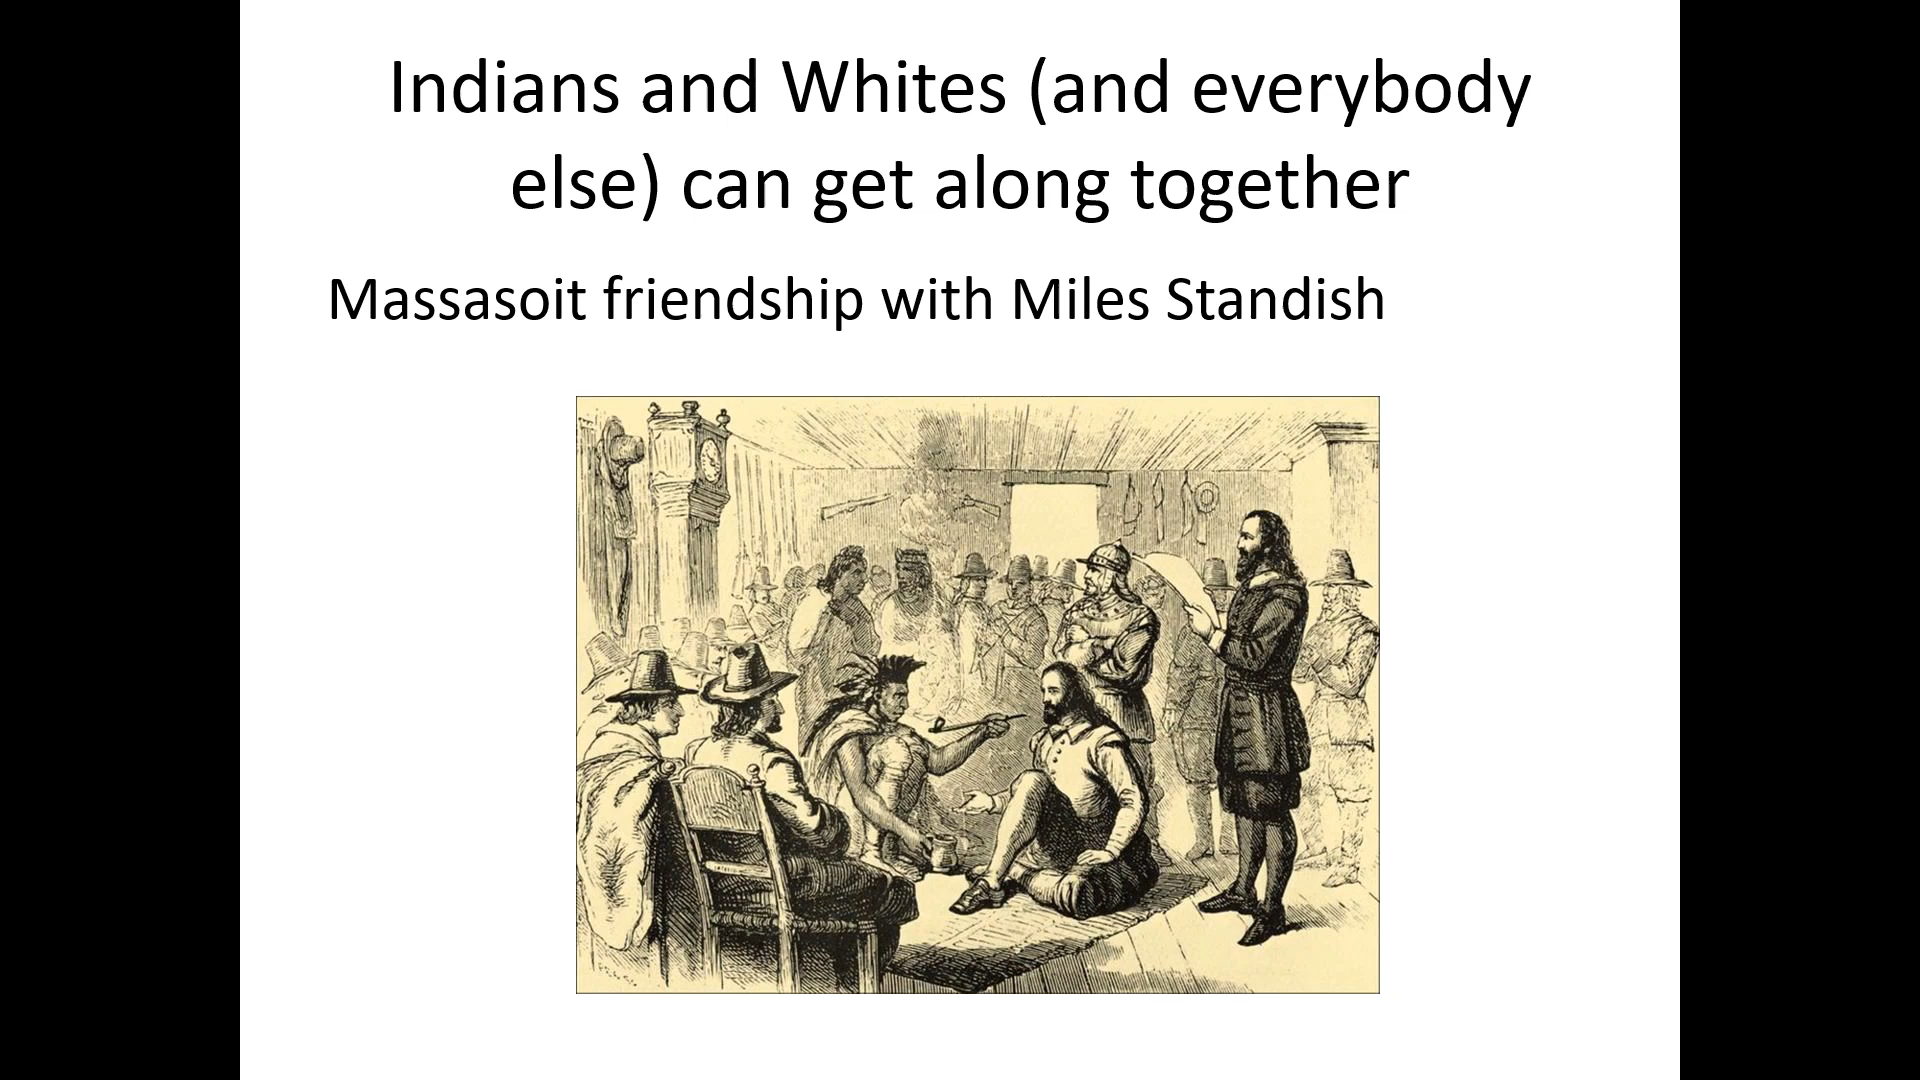 Indians and Whites (and everybody
else) can get along together
Massasoit friendship with Miles Standish